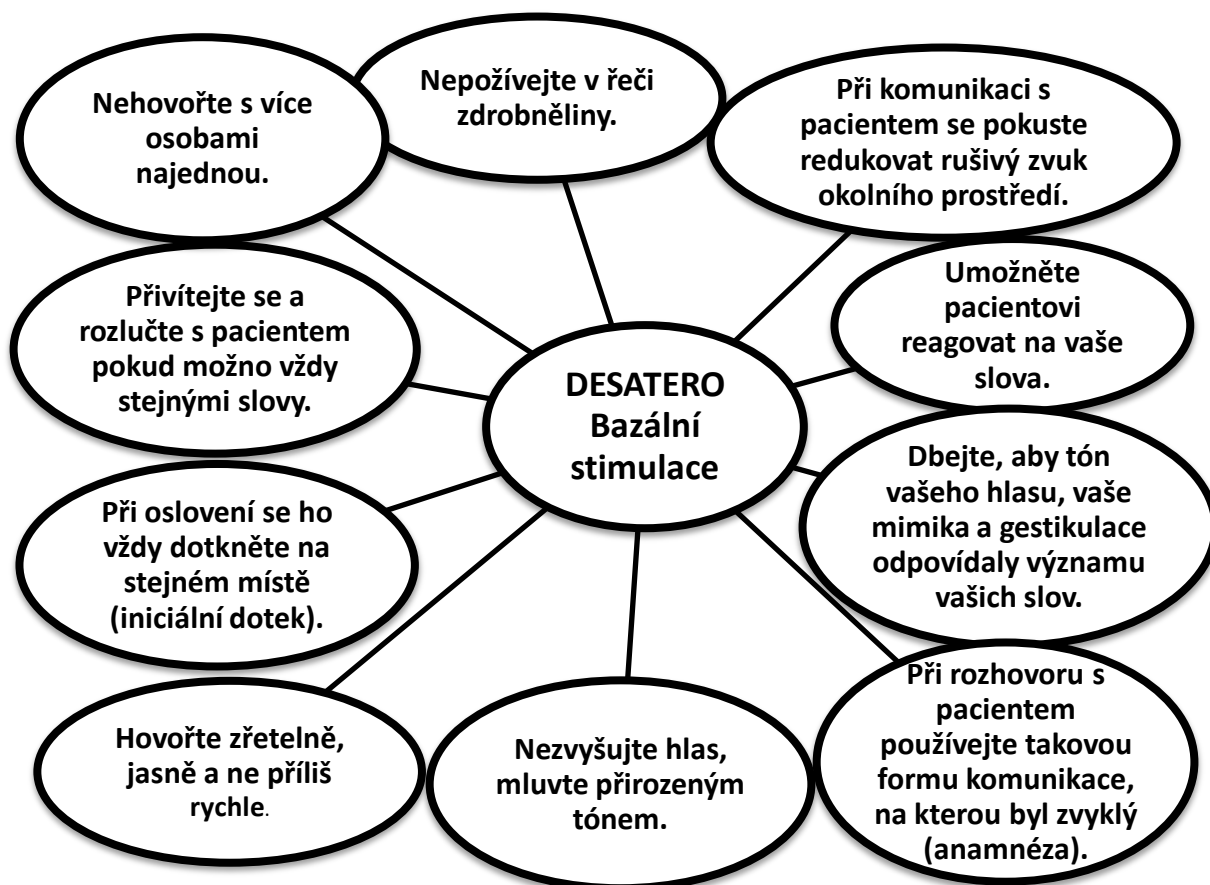 Nehovořte s více
osobami
najednou.
Nepožívejte v řeči
zdrobněliny.
Při komunikaci s
pacientem se pokuste
redukovat rušivý zvuk
okolního prostředí.
Přivítejte se a
rozlučte s pacientem
pokud možno vždy
stejnými slovy.
DESATERO
Bazální
stimulace
Umožněte
pacientovi
reagovat na vaše
slova.
Při oslovení se ho
vždy dotkněte na
stejném místě
(iniciální dotek).
Dbejte, aby tón
vašeho hlasu, vaše
mimika a gestikulace
odpovídaly významu
vašich slov.
Hovořte zřetelně,
jasně a ne příliš
rychle.
Nezvyšujte hlas,
mluvte přirozeným
tónem.
Při rozhovoru s
pacientem
používejte takovou
formu komunikace,
na kterou byl zvyklý
(anamnéza).